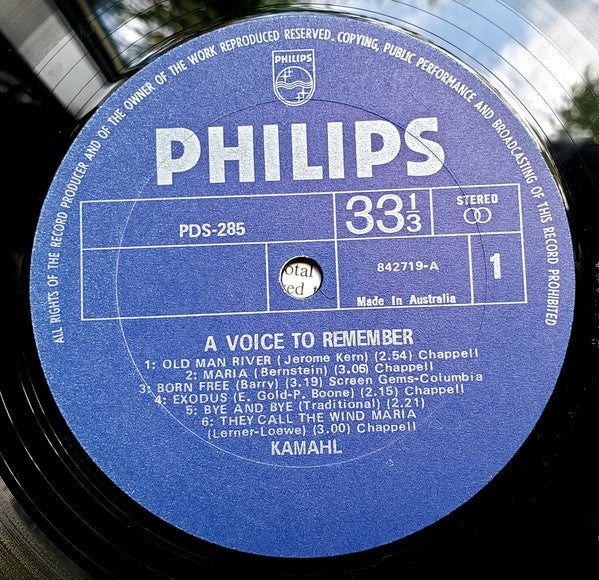 ALL RIGHTS OF THE RECORD PRODUCER AND OF THE OWNER OF THE WORK REPRODUCED RESERVED. COPYING, PUBLIC PERFORMANCE AND BROADCASTING OF THIS RECORD PROHIBITED
PHILIPS
PHILIPS
PDS-285
33 1/3
STEREO
842719-A
1
Made in Australia
otal
ed
A VOICE TO REMEMBER
1: OLD MAN RIVER (Jerome Kern) (2.54) Chappell
2: MARIA (Bernstein) (3.06) Chappell
3: BORN FREE (Barry) (3.19) Screen Gems-Columbia
4: EXODUS (E. Gold-P. Boone) (2.15) Chappell
5: BYE AND BYE (Traditional) (2.21)
6: THEY CALL THE WIND MARIA
(Lerner-Loewe) (3.00) Chappell
KAMAHL